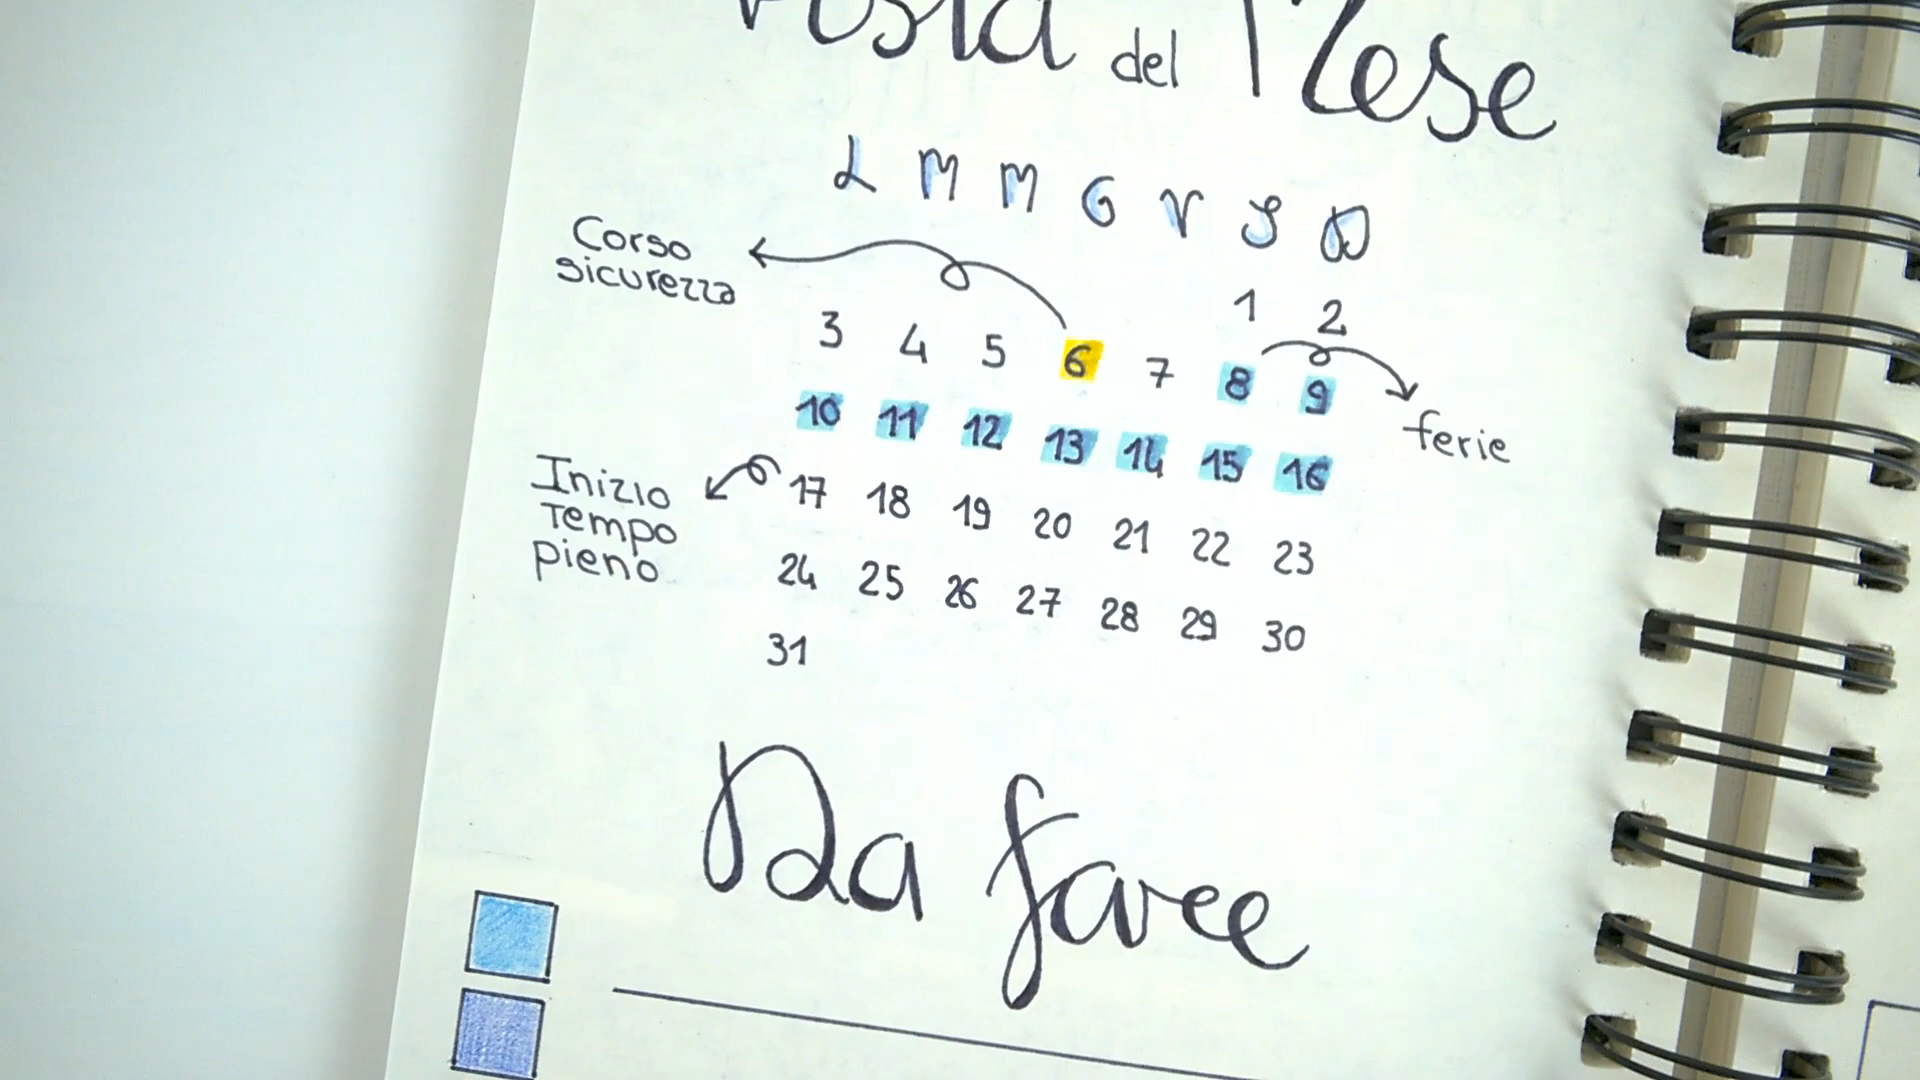 Vista del Mese
L M M G V S D
Corso
sicurezza
1 2
3 4 5 6 7 8 9
ferie
10 11 12 13 14 15 16
Inizio
Tempo
pieno
17 18 19 20 21 22 23
24 25 26 27 28 29 30
31
Da fare